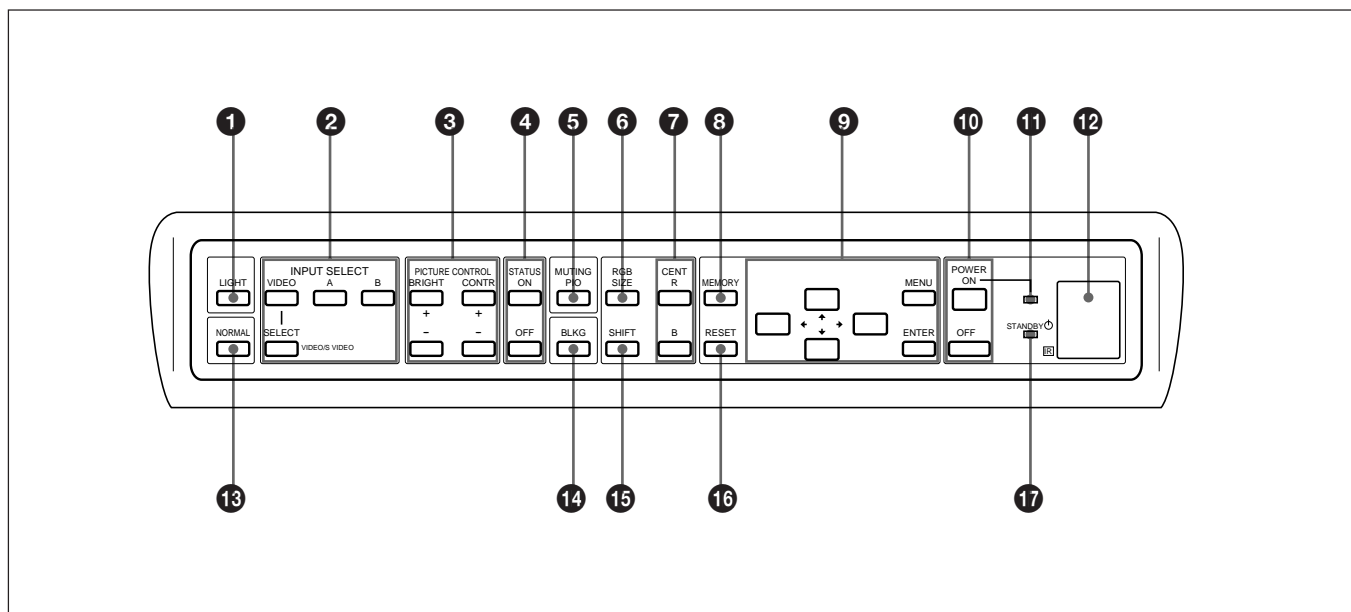 1 2 3 4 5 6 7 8 9 10 11 12
INPUT SELECT PICTURE CONTROL STATUS MUTING RGB CENT POWER
LIGHT VIDEO A B BRIGHT CONTR ON PIO SIZE R MEMORY MENU ON
+ +
STANDBY
NORMAL SELECT VIDEO/S VIDEO – – OFF BLKG SHIFT B RESET ENTER OFF
IR
13 14 15 16 17